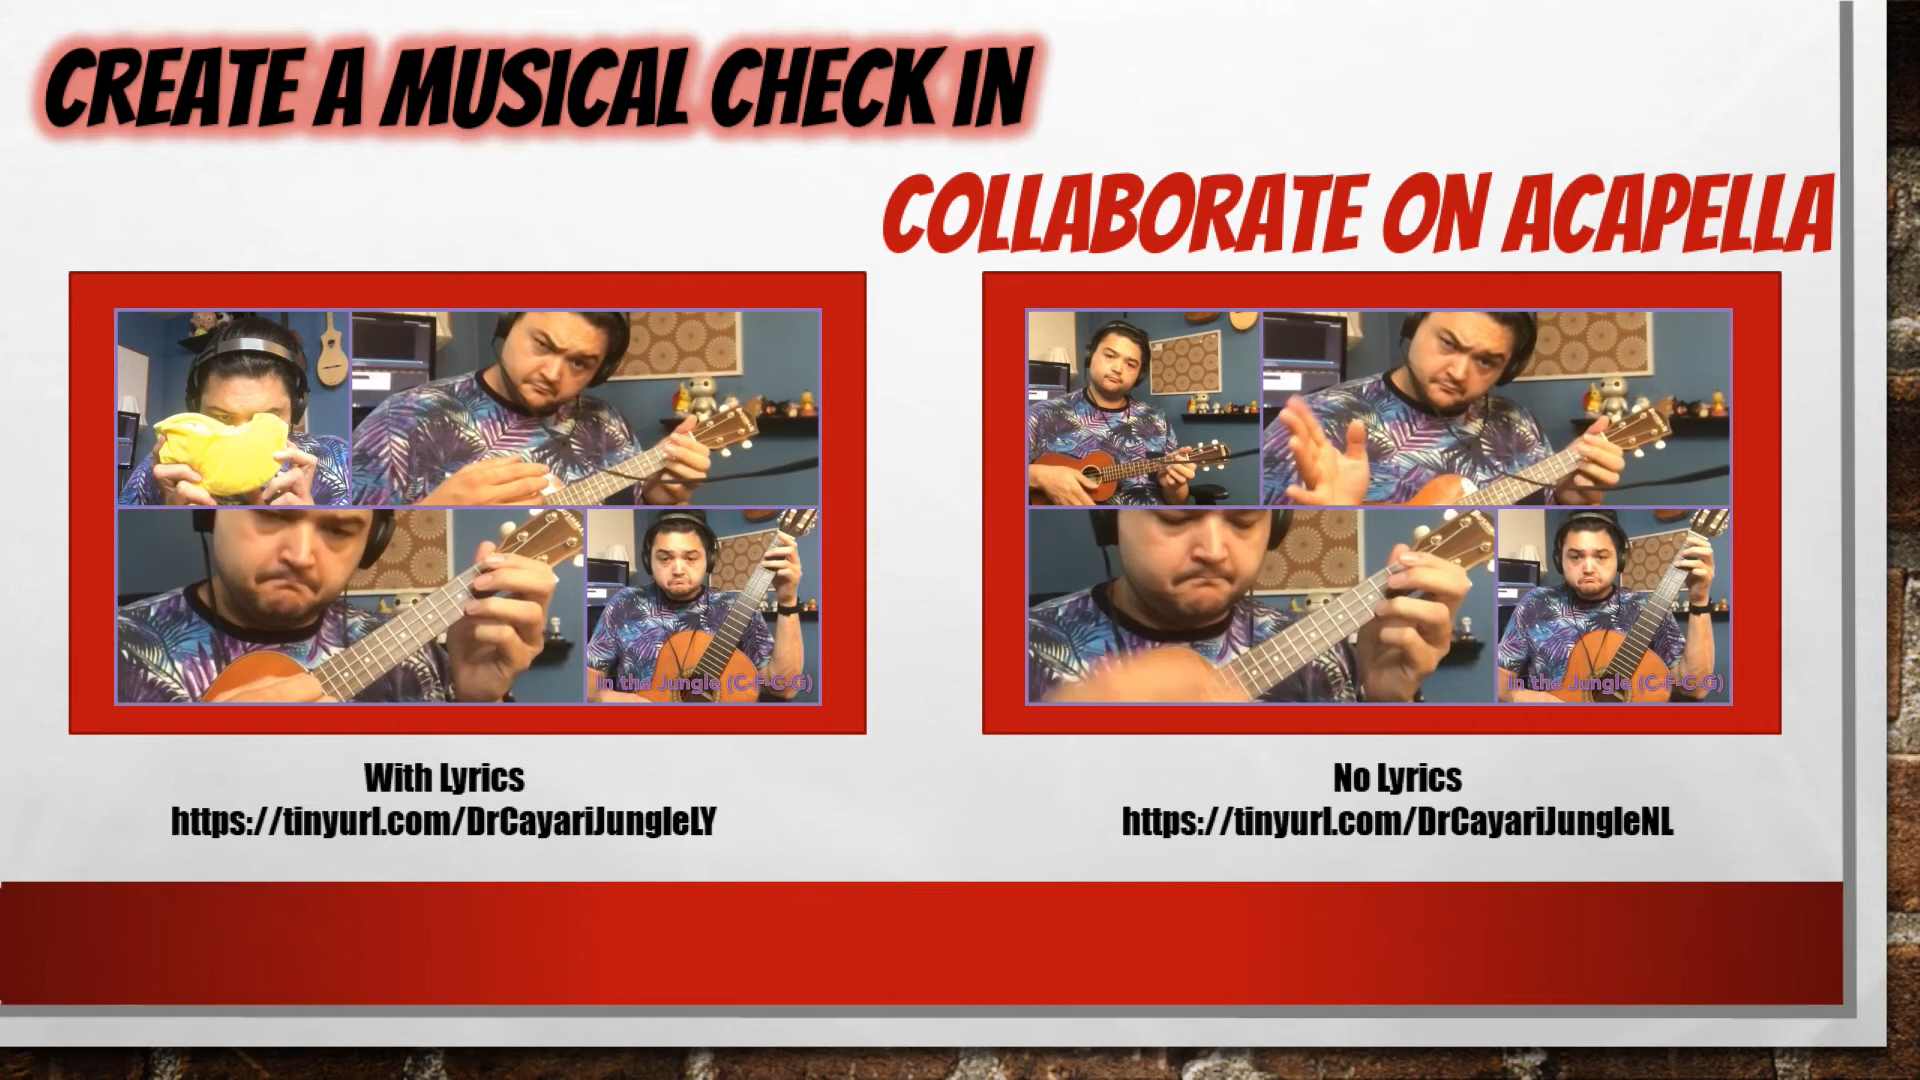 CREATE A MUSICAL CHECK IN
COLLABORATE ON ACAPELLA
In the Jungle (C-F-C-G)
In the Jungle (C-F-C-G)
With Lyrics
https://tinyurl.com/DrCayariJungleLY
No Lyrics
https://tinyurl.com/DrCayariJungleNL